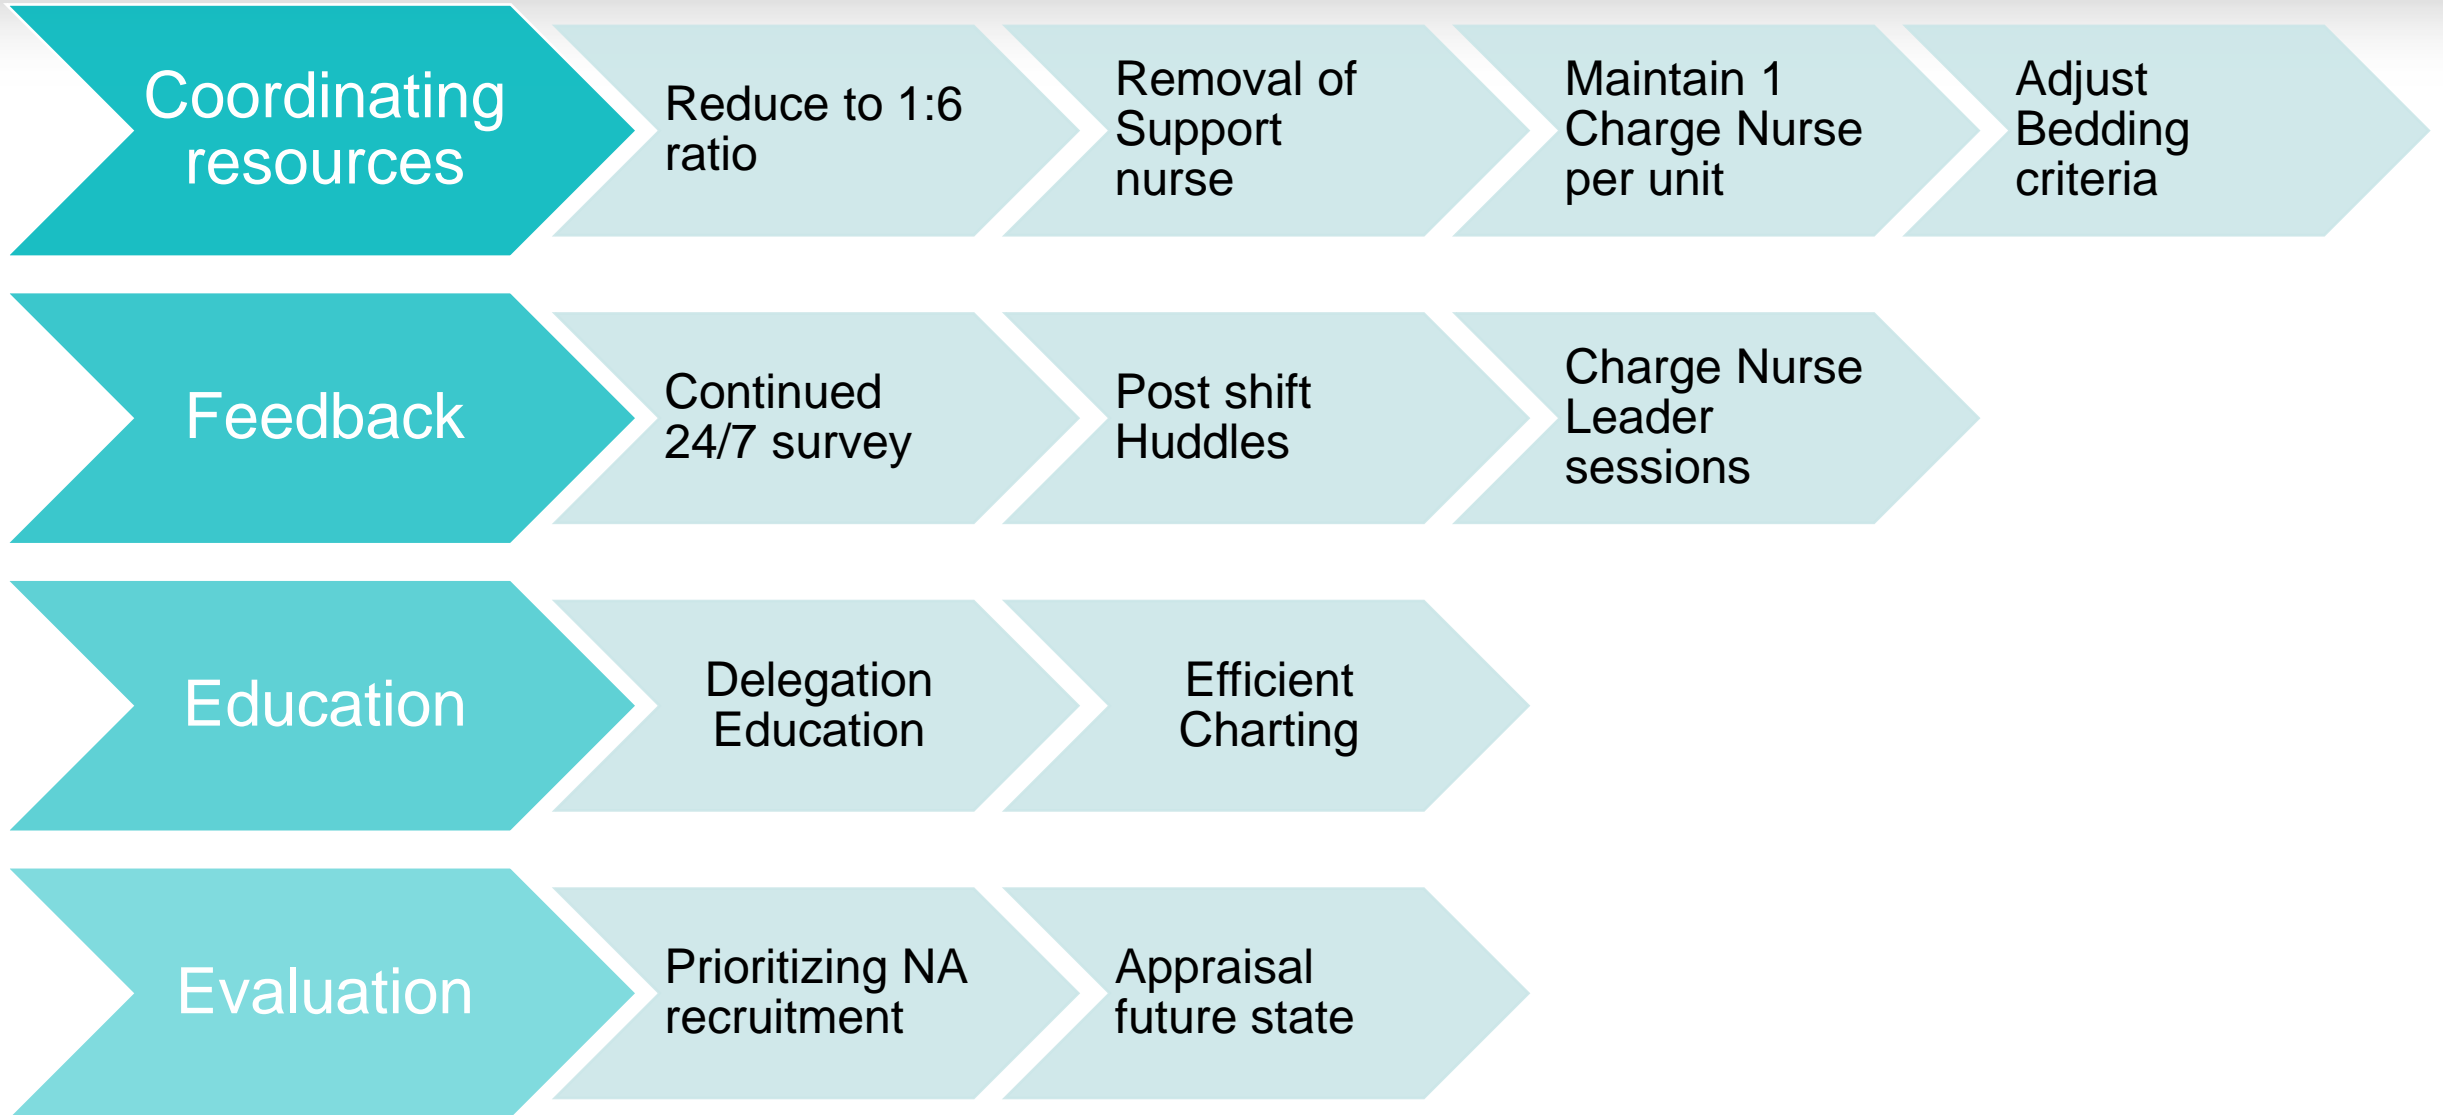 Coordinating
resources
Reduce to 1:6
ratio
Removal of
Support
nurse
Maintain 1
Charge Nurse
per unit
Adjust
Bedding
criteria
Feedback
Continued
24/7 survey
Post shift
Huddles
Charge Nurse
Leader
sessions
Education
Delegation
Education
Efficient
Charting
Evaluation
Prioritizing NA
recruitment
Appraisal
future state